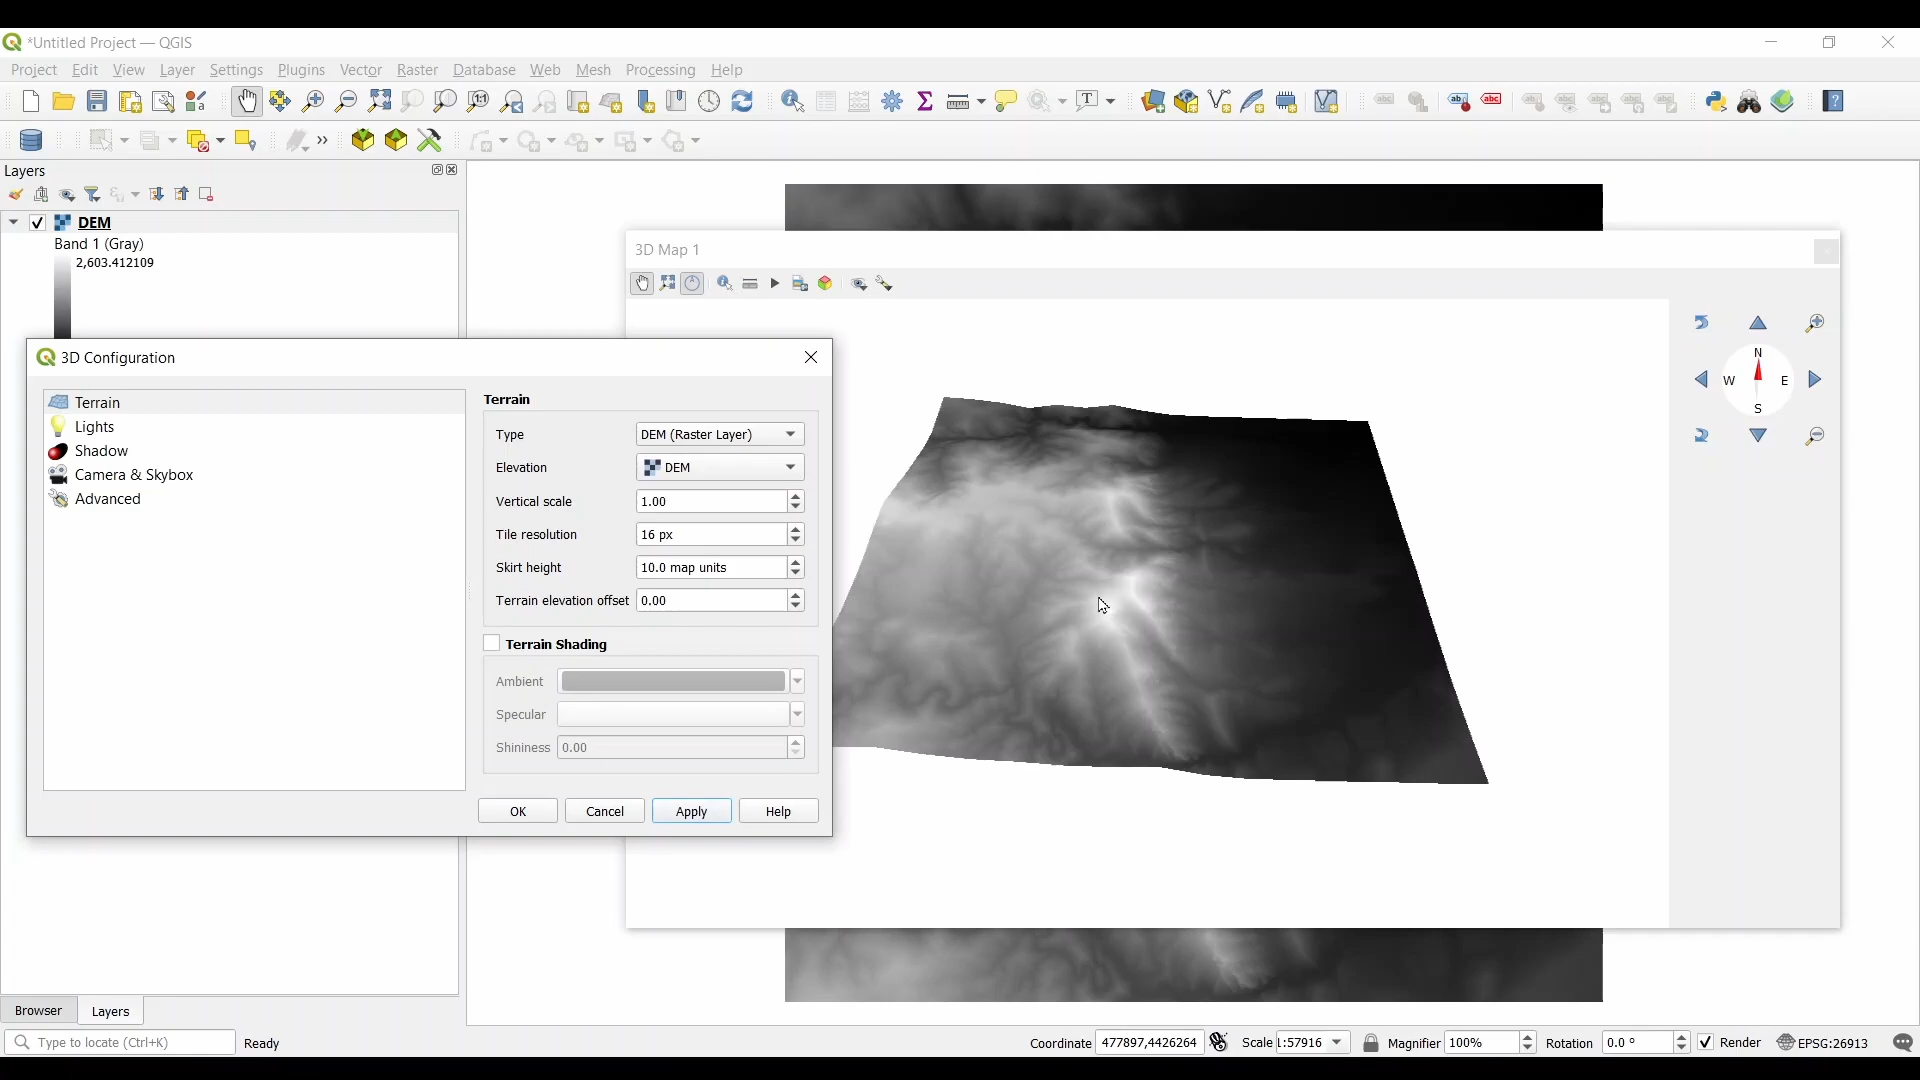 *Untitled Project — QGIS
Project Edit View Layer Settings Plugins Vector Raster Database Web Mesh Processing Help
Layers
DEM
Band 1 (Gray)
2,603.412109
3D Map 1
N
W E
S
3D Configuration
Terrain
Lights
Shadow
Camera & Skybox
Advanced
Terrain
Type DEM (Raster Layer)
Elevation DEM
Vertical scale 1.00
Tile resolution 16 px
Skirt height 10.0 map units
Terrain elevation offset 0.00
Terrain Shading
Ambient
Specular
Shininess 0.00
OK Cancel Apply Help
Browser Layers
Type to locate (Ctrl+K) Ready Coordinate 477897,4426264 Scale 1:57916 Magnifier 100% Rotation 0.0 ° Render EPSG:26913